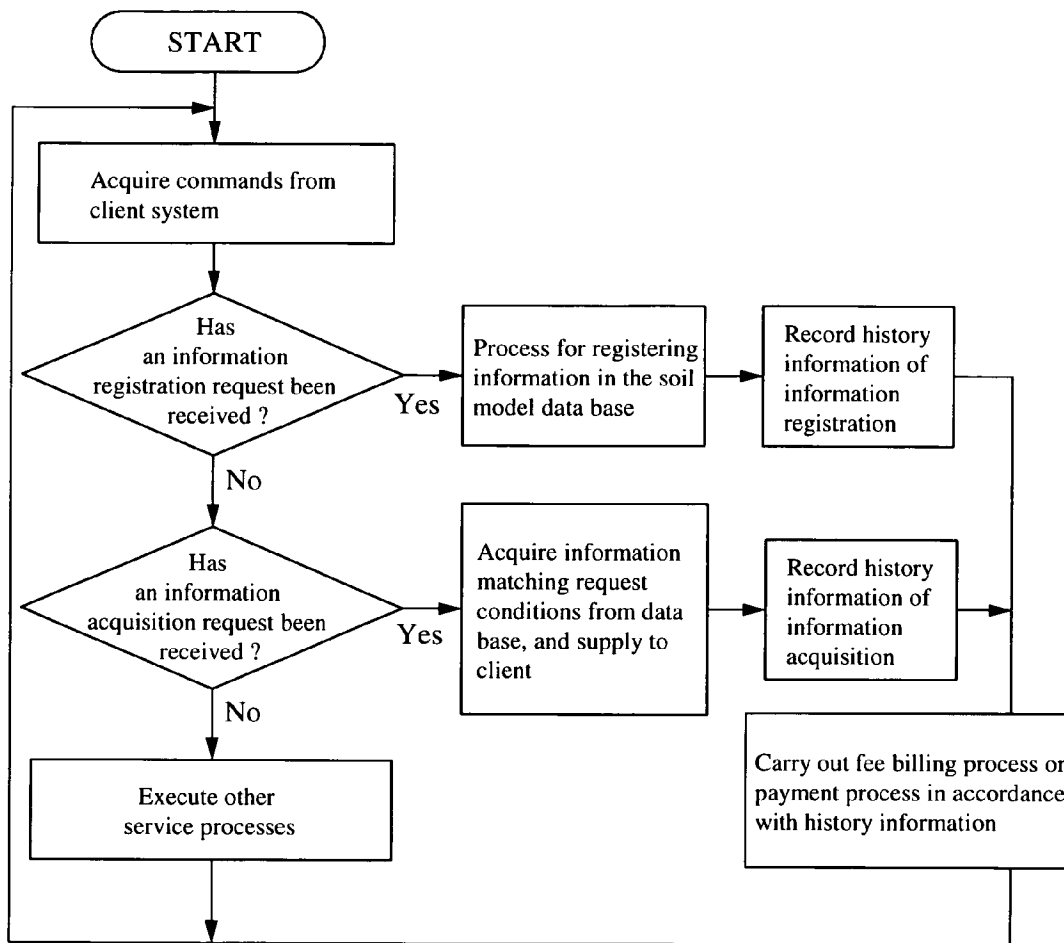 START
Acquire commands from
client system
Has
an information
registration request been
received ?
Yes
Process for registering
information in the soil
model data base
Record history
information of
information
registration
No
Has
an information
acquisition request been
received ?
Yes
Acquire information
matching request
conditions from data
base, and supply to
client
Record history
information of
information
acquisition
No
Execute other
service processes
Carry out fee billing process or
payment process in accordance
with history information